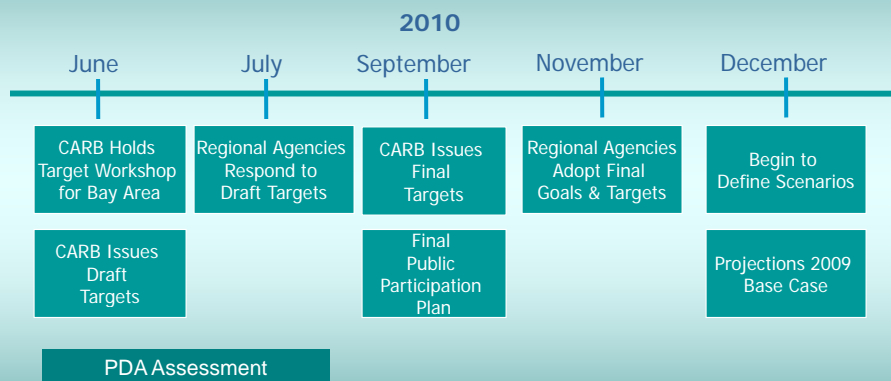 2010
June
July
September
November
December
CARB Holds
Target Workshop
for Bay Area
Regional Agencies
Respond to
Draft Targets
CARB Issues
Final
Targets
Regional Agencies
Adopt Final
Goals & Targets
Begin to
Define Scenarios
CARB Issues
Draft
Targets
Final
Public
Participation
Plan
Projections 2009
Base Case
PDA Assessment